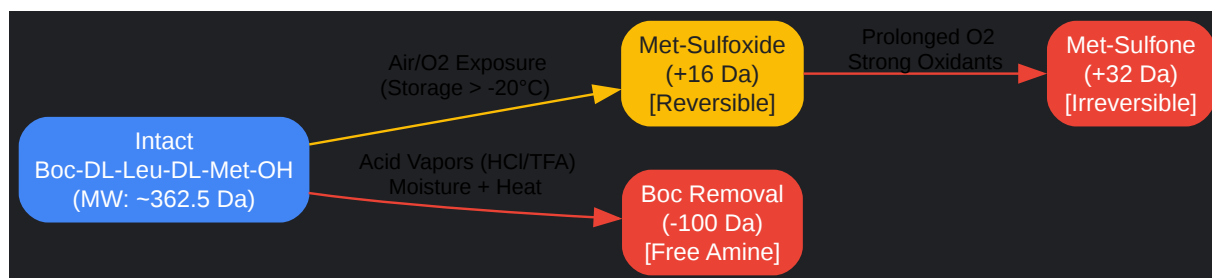 Intact
Boc-DL-Leu-DL-Met-OH
(MW: ~362.5 Da)
Air/O2 Exposure
(Storage > -20°C)
Met-Sulfoxide
(+16 Da)
[Reversible]
Prolonged O2
Strong Oxidants
Met-Sulfone
(+32 Da)
[Irreversible]
Acid Vapors (HCl/TFA)
Moisture + Heat
Boc Removal
(-100 Da)
[Free Amine]